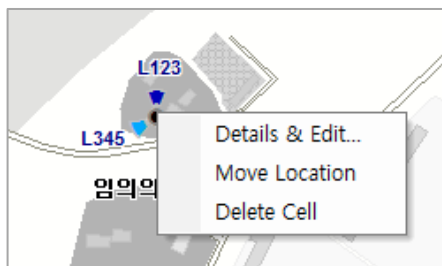 L123
L345
Details & Edit...
임의의
Move Location
Delete Cell